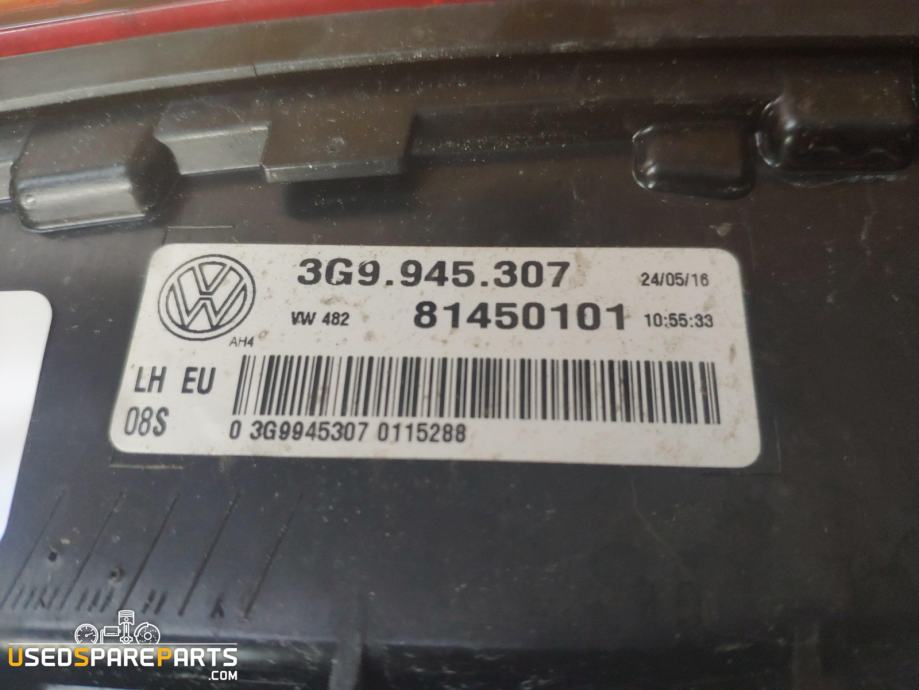 3G9.945.307 24/05/16
VW 482 81450101 10:55:33
AH4
LH EU
08S
0 3G9945307 0115288
USEDSPAREPARTS
.COM